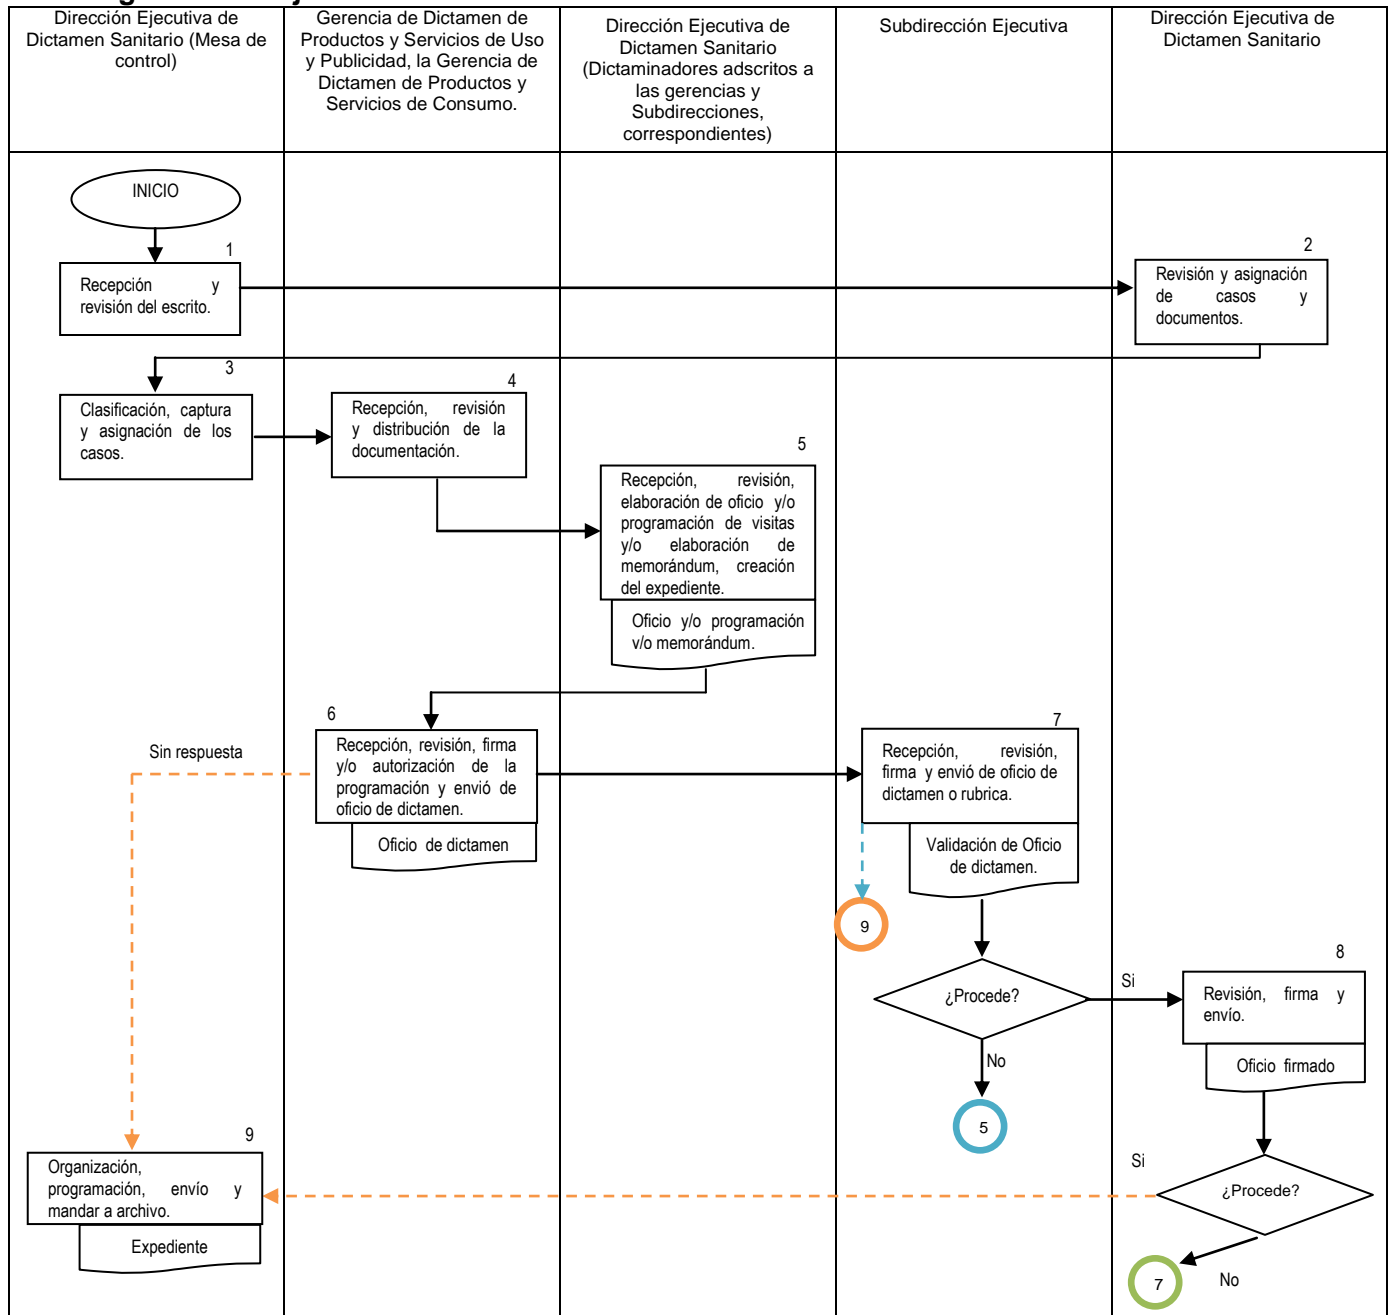 Dirección Ejecutiva de
Dictamen Sanitario (Mesa de
control)
Gerencia de Dictamen de
Productos y Servicios de Uso
y Publicidad, la Gerencia de
Dictamen de Productos y
Servicios de Consumo.
Dirección Ejecutiva de
Dictamen Sanitario
(Dictaminadores adscritos a
las gerencias y
Subdirecciones,
correspondientes)
Subdirección Ejecutiva
Dirección Ejecutiva de
Dictamen Sanitario
INICIO
1
Recepción y
revisión del escrito.
2
Revisión y asignación
de casos y
documentos.
3
Clasificación, captura
y asignación de los
casos.
4
Recepción, revisión
y distribución de la
documentación.
5
Recepción, revisión,
elaboración de oficio y/o
programación de visitas
y/o elaboración de
memorándum, creación
del expediente.
Oficio y/o programación
y/o memorándum.
6
Recepción, revisión, firma
y/o autorización de la
programación y envió de
oficio de dictamen.
Oficio de dictamen
Sin respuesta
7
Recepción, revisión,
firma y envió de oficio de
dictamen o rubrica.
Validación de Oficio
de dictamen.
9
¿Procede?
Si
No
5
8
Revisión, firma y
envío.
Oficio firmado
¿Procede?
Si
No
7
9
Organización,
programación, envío y
mandar a archivo.
Expediente